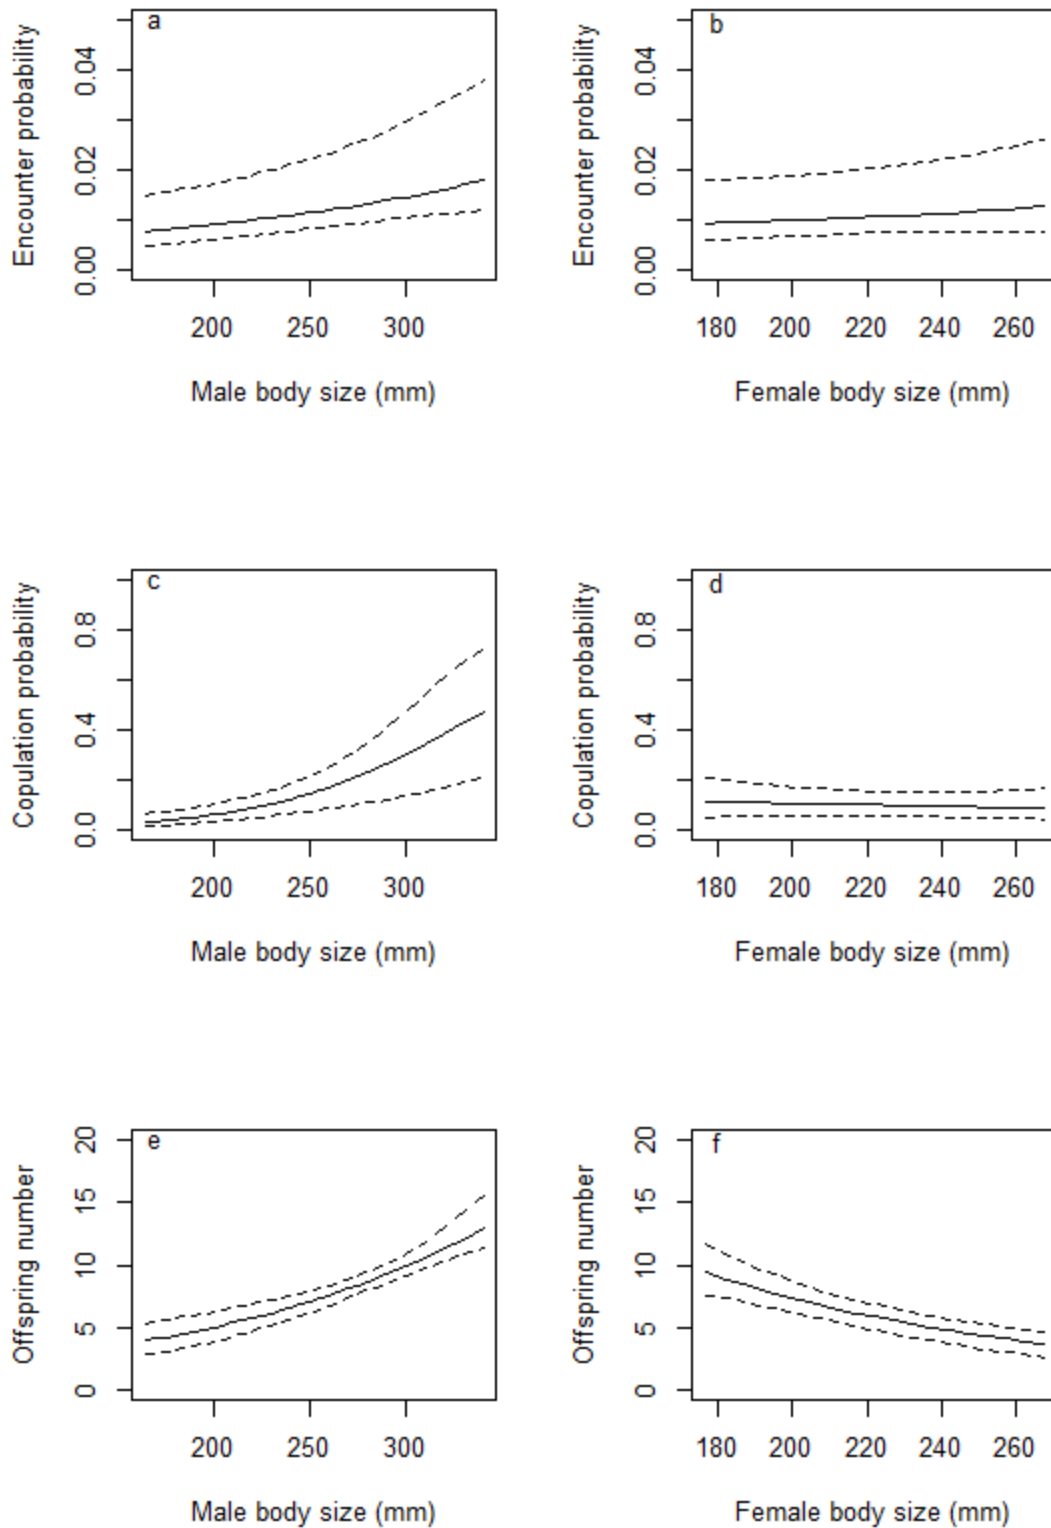 a
Encounter probability
0.00 0.02 0.04
200 250 300
Male body size (mm)
b
Encounter probability
0.00 0.02 0.04
180 200 220 240 260
Female body size (mm)
c
Copulation probability
0.0 0.4 0.8
200 250 300
Male body size (mm)
d
Copulation probability
0.0 0.4 0.8
180 200 220 240 260
Female body size (mm)
e
Offspring number
0 5 10 15 20
200 250 300
Male body size (mm)
f
Offspring number
0 5 10 15 20
180 200 220 240 260
Female body size (mm)